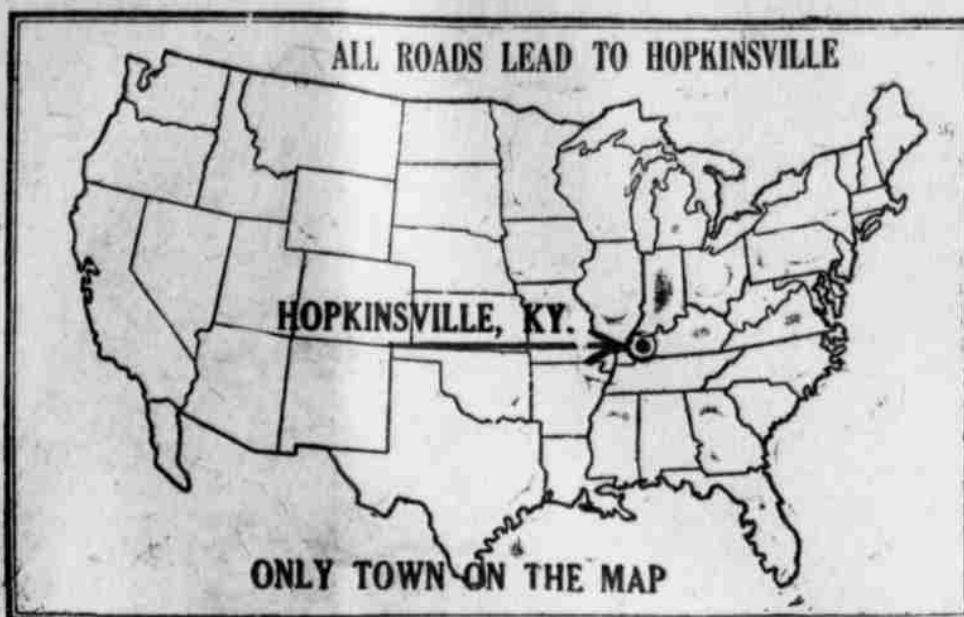 ALL ROADS LEAD TO HOPKINSVILLE
HOPKINSVILLE, KY.
ONLY TOWN ON THE MAP